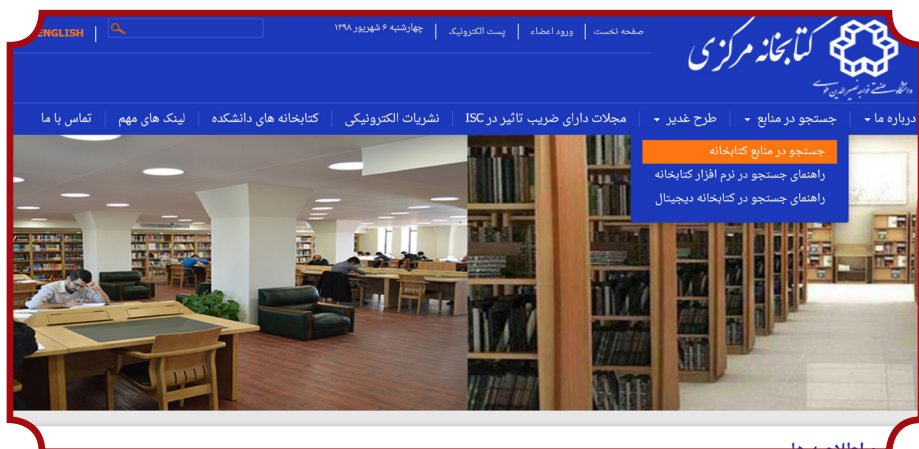 صفحه نخست | ورود اعضاء | پست الکترونیک | چهارشنبه ۶ شهریور ۱۳۹۸
ENGLISH
کتابخانه مرکزی
دانشگاه صنعتی خواجه نصیرالدین طوسی
درباره ما | جستجو در منابع | طرح غدیر | مجلات دارای ضریب تاثیر در ISC | نشریات الکترونیکی | کتابخانه های دانشکده | لینک های مهم | تماس با ما
جستجو در منابع کتابخانه
راهنمای جستجو در نرم افزار کتابخانه
راهنمای جستجو در کتابخانه دیجیتال